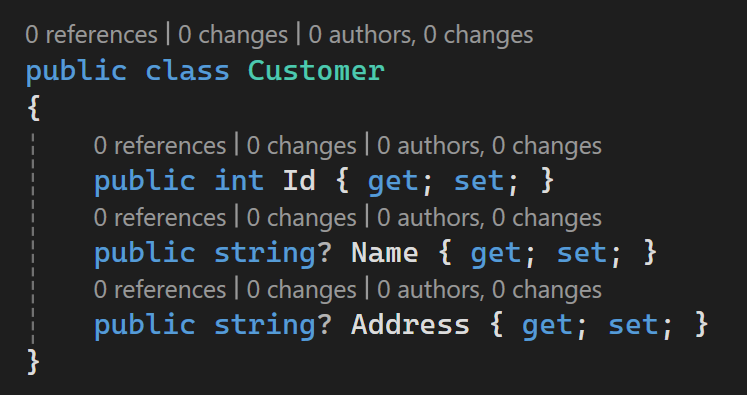 0 references | 0 changes | 0 authors, 0 changes
public class Customer
{
0 references | 0 changes | 0 authors, 0 changes
public int Id { get; set; }
0 references | 0 changes | 0 authors, 0 changes
public string? Name { get; set; }
0 references | 0 changes | 0 authors, 0 changes
public string? Address { get; set; }
}